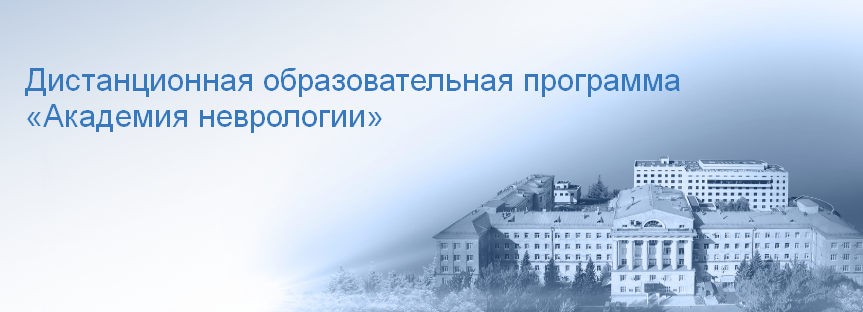 Дистанционная образовательная программа
«Академия неврологии»